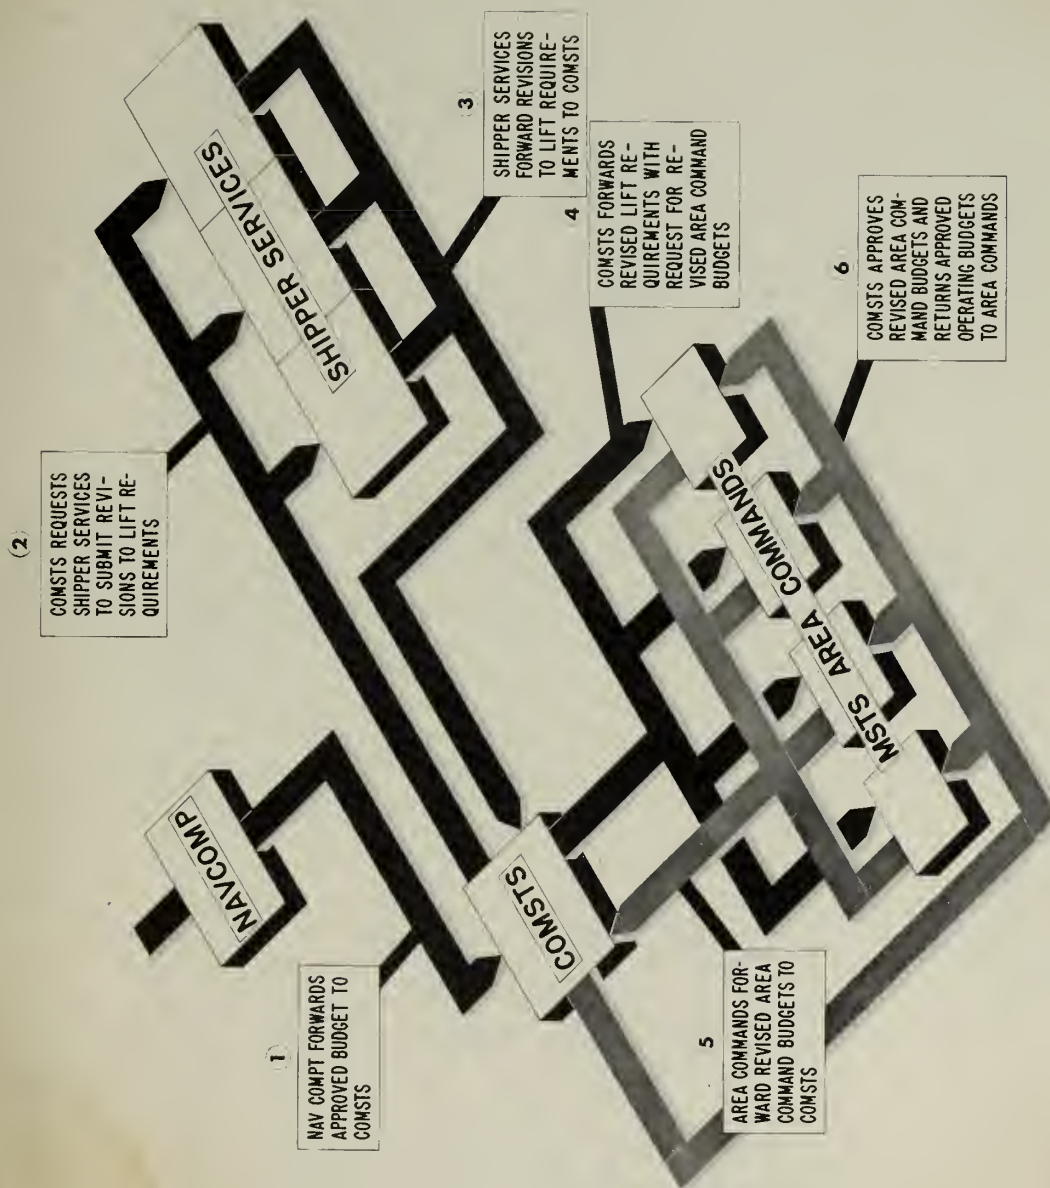 (1)
NAV COMPT FORWARDS
APPROVED BUDGET TO
COMSTS
(2)
COMSTS REQUESTS
SHIPPER SERVICES
TO SUBMIT REVI-
SIONS TO LIFT RE-
QUIREMENTS
3
SHIPPER SERVICES
FORWARD REVISIONS
TO LIFT REQUIRE-
MENTS TO COMSTS
4
COMSTS FORWARDS
REVISED LIFT RE-
QUIREMENTS WITH
REQUEST FOR RE-
VISED AREA COMMAND
BUDGETS
5
AREA COMMANDS FOR-
WARD REVISED AREA
COMMAND BUDGETS TO
COMSTS
6
COMSTS APPROVES
REVISED AREA COM-
MAND BUDGETS AND
RETURNS APPROVED
OPERATING BUDGETS
TO AREA COMMANDS
NAVCOMP
COMSTS
SHIPPER SERVICES
MSTS AREA COMMANDS